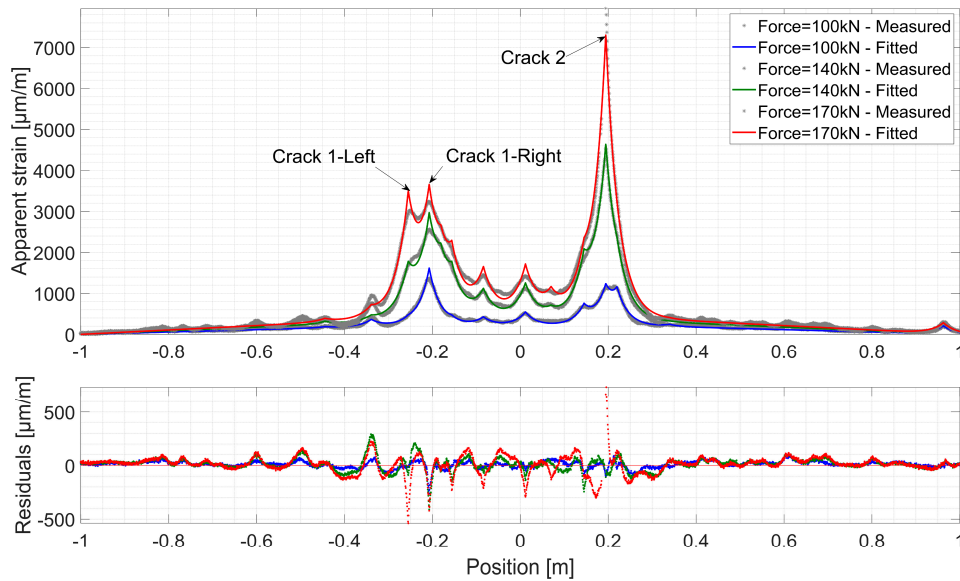 Apparent strain [μm/m]
7000
6000
5000
4000
3000
2000
1000
0
Crack 1-Left
Crack 1-Right
Crack 2
Force=100kN - Measured
Force=100kN - Fitted
Force=140kN - Measured
Force=140kN - Fitted
Force=170kN - Measured
Force=170kN - Fitted
-1
-0.8
-0.6
-0.4
-0.2
0
0.2
0.4
0.6
0.8
1
Residuals [μm/m]
500
0
-500
-1
-0.8
-0.6
-0.4
-0.2
0
0.2
0.4
0.6
0.8
1
Position [m]